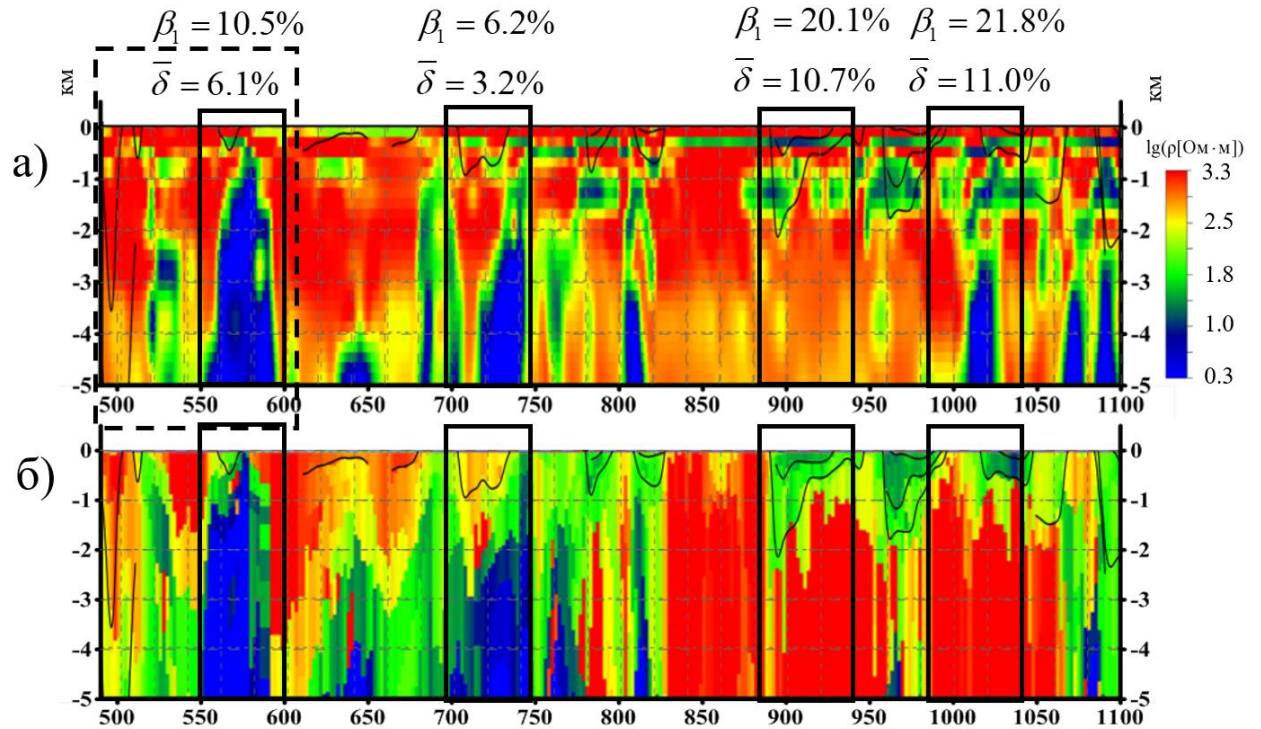 β₁ = 10.5% β₁ = 6.2% β₁ = 20.1% β₁ = 21.8%
δ̅ = 6.1% δ̅ = 3.2% δ̅ = 10.7% δ̅ = 11.0%
км км
а)
0 0
-1 -1
-2 -2
-3 -3
-4 -4
-5 -5
500 550 600 650 700 750 800 850 900 950 1000 1050 1100
lg(ρ[Ом·м])
3.3
2.5
1.8
1.0
0.3
б)
0 0
-1 -1
-2 -2
-3 -3
-4 -4
-5 -5
500 550 600 650 700 750 800 850 900 950 1000 1050 1100